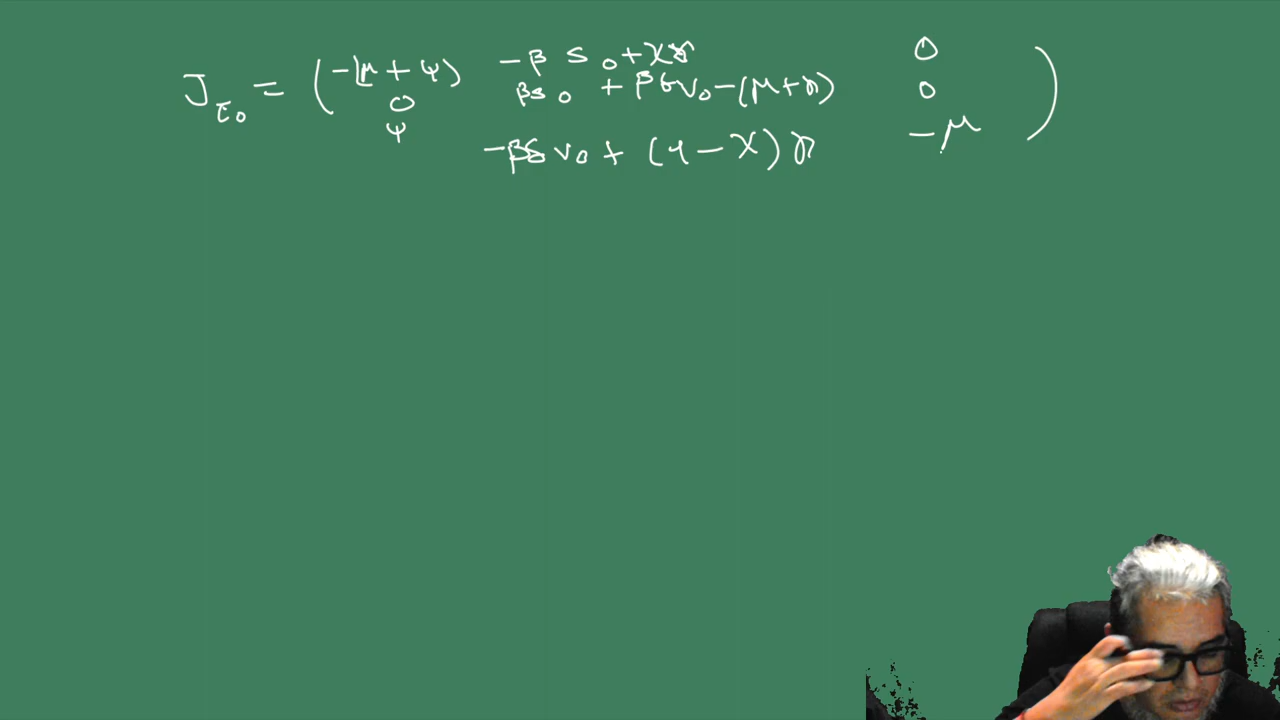 J_{E_0} = ( -(μ + ψ) -β S_0 + χγ 0
0 βS_0 + βσV_0 - (μ + γ) 0
ψ -βσV_0 + (1 - χ)γ -μ )